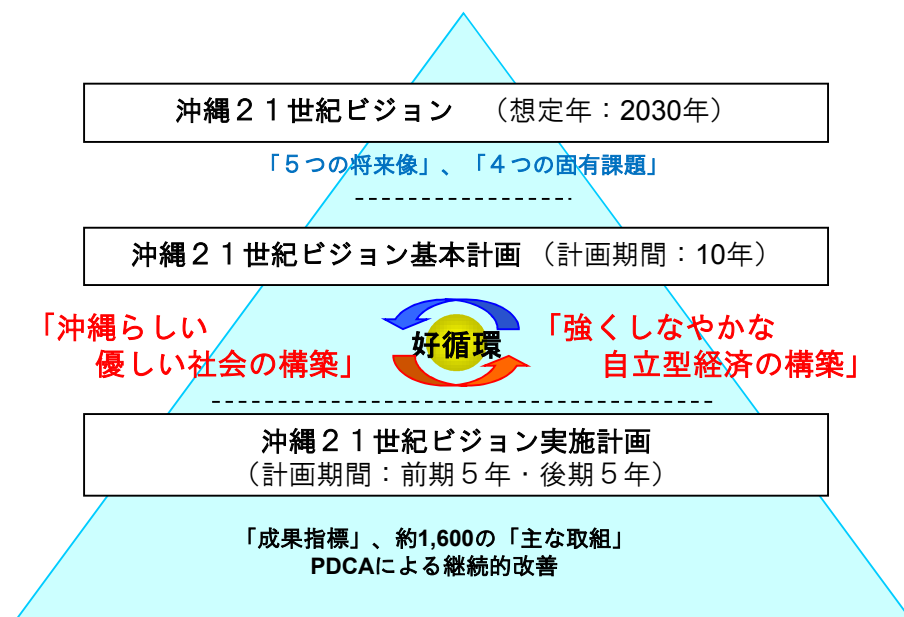 沖縄２１世紀ビジョン　（想定年：2030年）
「５つの将来像」、「４つの固有課題」
沖縄２１世紀ビジョン基本計画（計画期間：10年）
「沖縄らしい
優しい社会の構築」
好循環
「強くしなやかな
自立型経済の構築」
沖縄２１世紀ビジョン実施計画
（計画期間：前期５年・後期５年）
「成果指標」、約1,600の「主な取組」
PDCAによる継続的改善